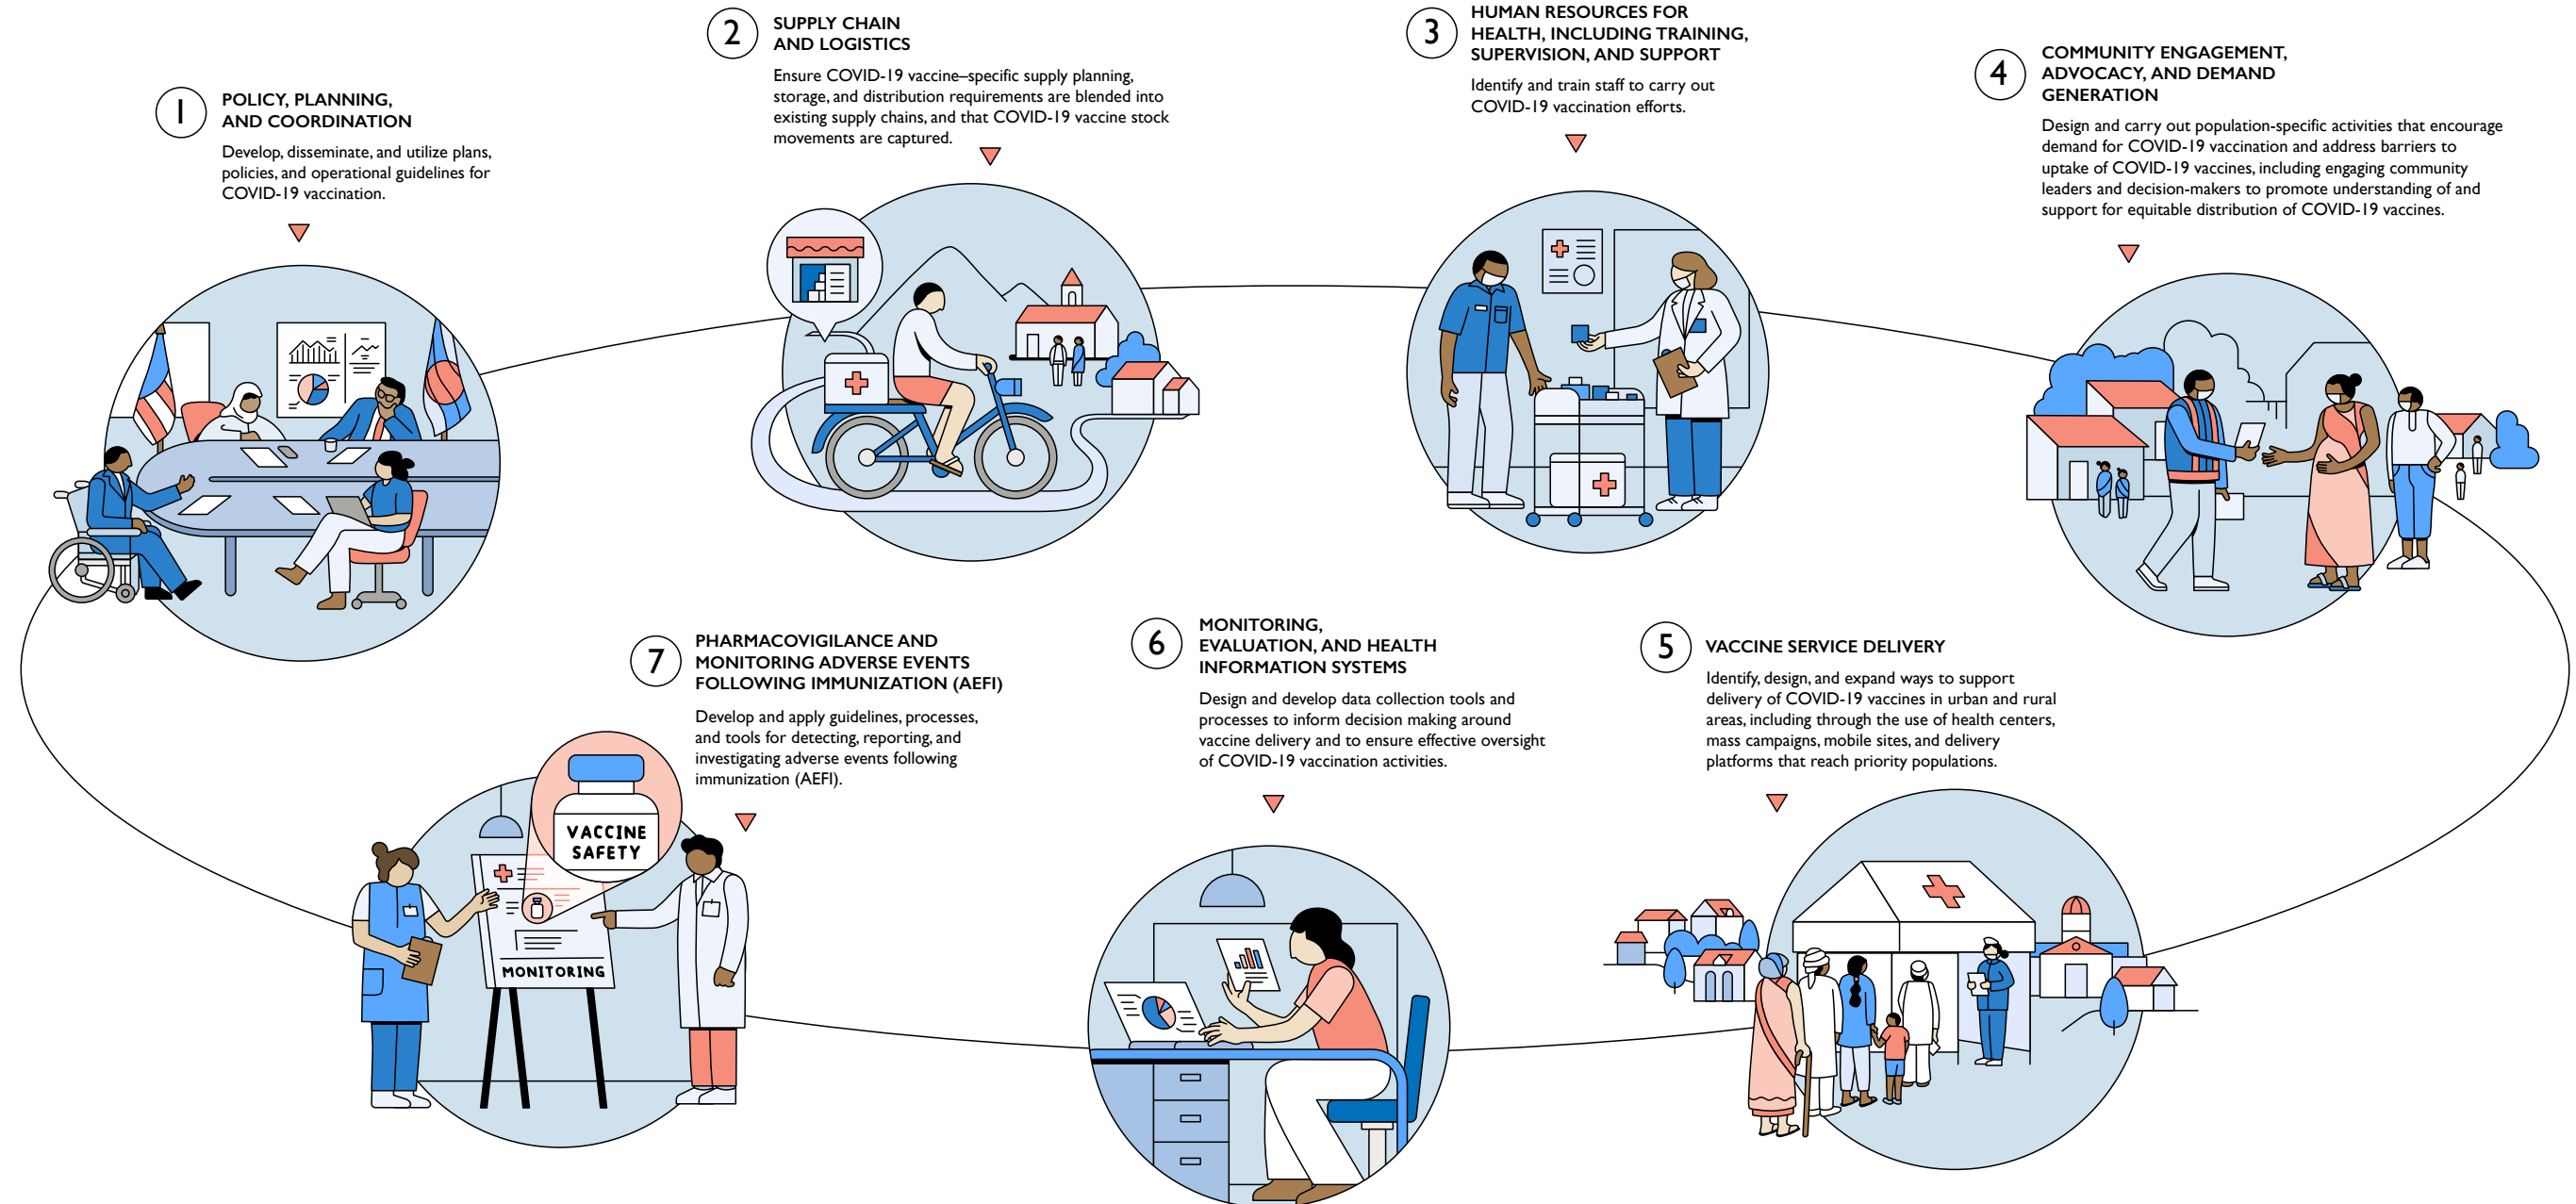 1
POLICY, PLANNING,
AND COORDINATION
Develop, disseminate, and utilize plans,
policies, and operational guidelines for
COVID-19 vaccination.
2
SUPPLY CHAIN
AND LOGISTICS
Ensure COVID-19 vaccine–specific supply planning,
storage, and distribution requirements are blended into
existing supply chains, and that COVID-19 vaccine stock
movements are captured.
3
HUMAN RESOURCES FOR
HEALTH, INCLUDING TRAINING,
SUPERVISION, AND SUPPORT
Identify and train staff to carry out
COVID-19 vaccination efforts.
4
COMMUNITY ENGAGEMENT,
ADVOCACY, AND DEMAND
GENERATION
Design and carry out population-specific activities that encourage
demand for COVID-19 vaccination and address barriers to
uptake of COVID-19 vaccines, including engaging community
leaders and decision-makers to promote understanding of and
support for equitable distribution of COVID-19 vaccines.
5
VACCINE SERVICE DELIVERY
Identify, design, and expand ways to support
delivery of COVID-19 vaccines in urban and rural
areas, including through the use of health centers,
mass campaigns, mobile sites, and delivery
platforms that reach priority populations.
6
MONITORING,
EVALUATION, AND HEALTH
INFORMATION SYSTEMS
Design and develop data collection tools and
processes to inform decision making around
vaccine delivery and to ensure effective oversight
of COVID-19 vaccination activities.
7
PHARMACOVIGILANCE AND
MONITORING ADVERSE EVENTS
FOLLOWING IMMUNIZATION (AEFI)
Develop and apply guidelines, processes,
and tools for detecting, reporting, and
investigating adverse events following
immunization (AEFI).
VACCINE
SAFETY
MONITORING